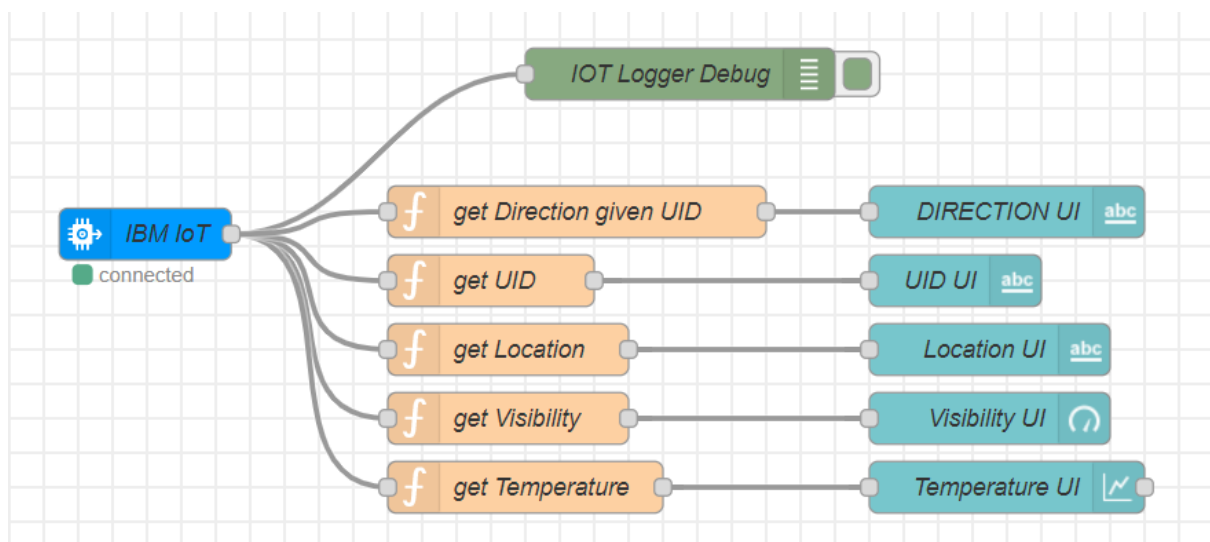 IOT Logger Debug
get Direction given UID
DIRECTION UI
abc
IBM IoT
connected
get UID
UID UI
abc
get Location
Location UI
abc
get Visibility
Visibility UI
get Temperature
Temperature UI